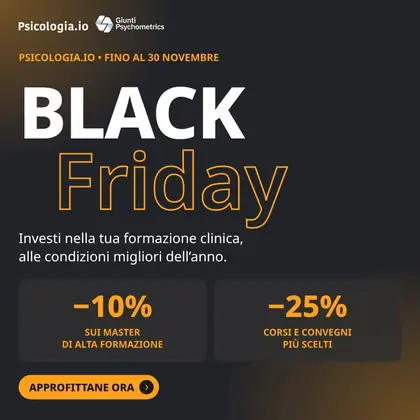 Psicologia.io Giunti Psychometrics
PSICOLOGIA.IO • FINO AL 30 NOVEMBRE
BLACK
Friday
Investi nella tua formazione clinica,
alle condizioni migliori dell'anno.
−10%
SUI MASTER
DI ALTA FORMAZIONE
−25%
CORSI E CONVEGNI
PIÙ SCELTI
APPROFITTANE ORA